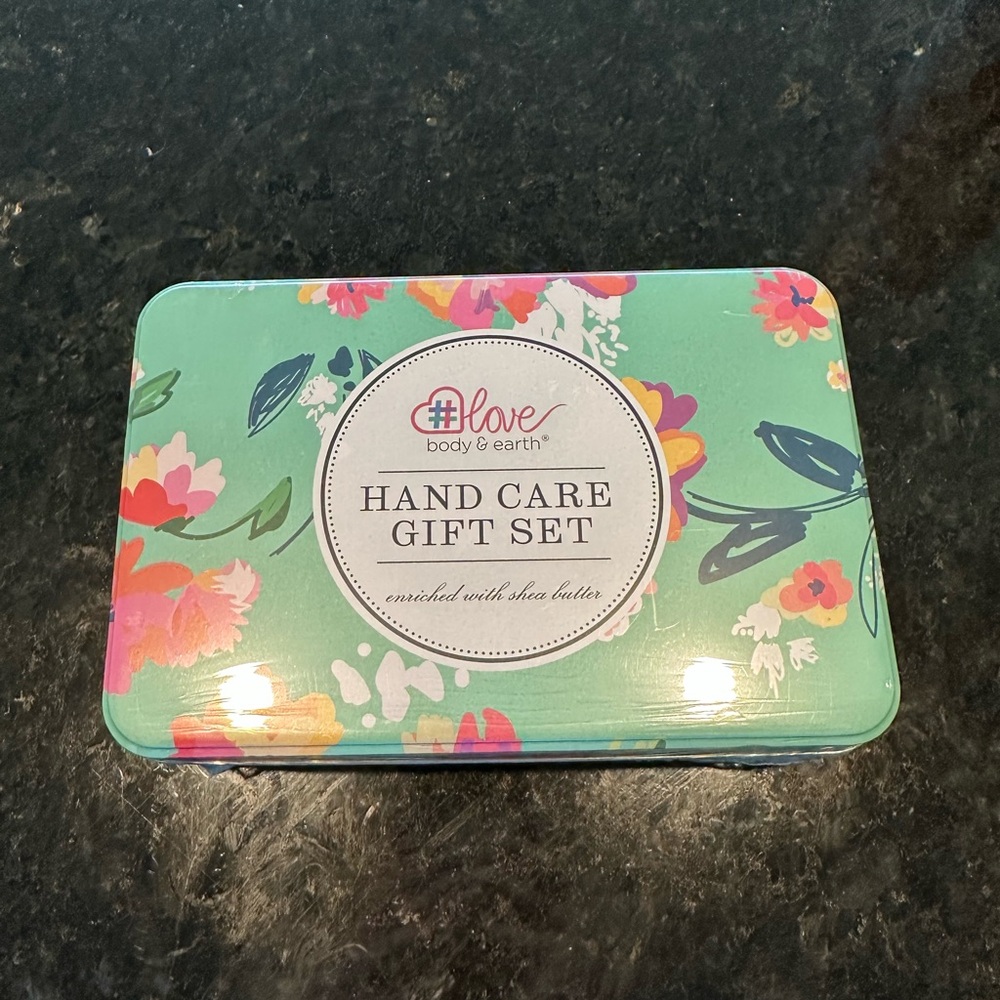 #love
body & earth®
HAND CARE
GIFT SET
enriched with shea butter